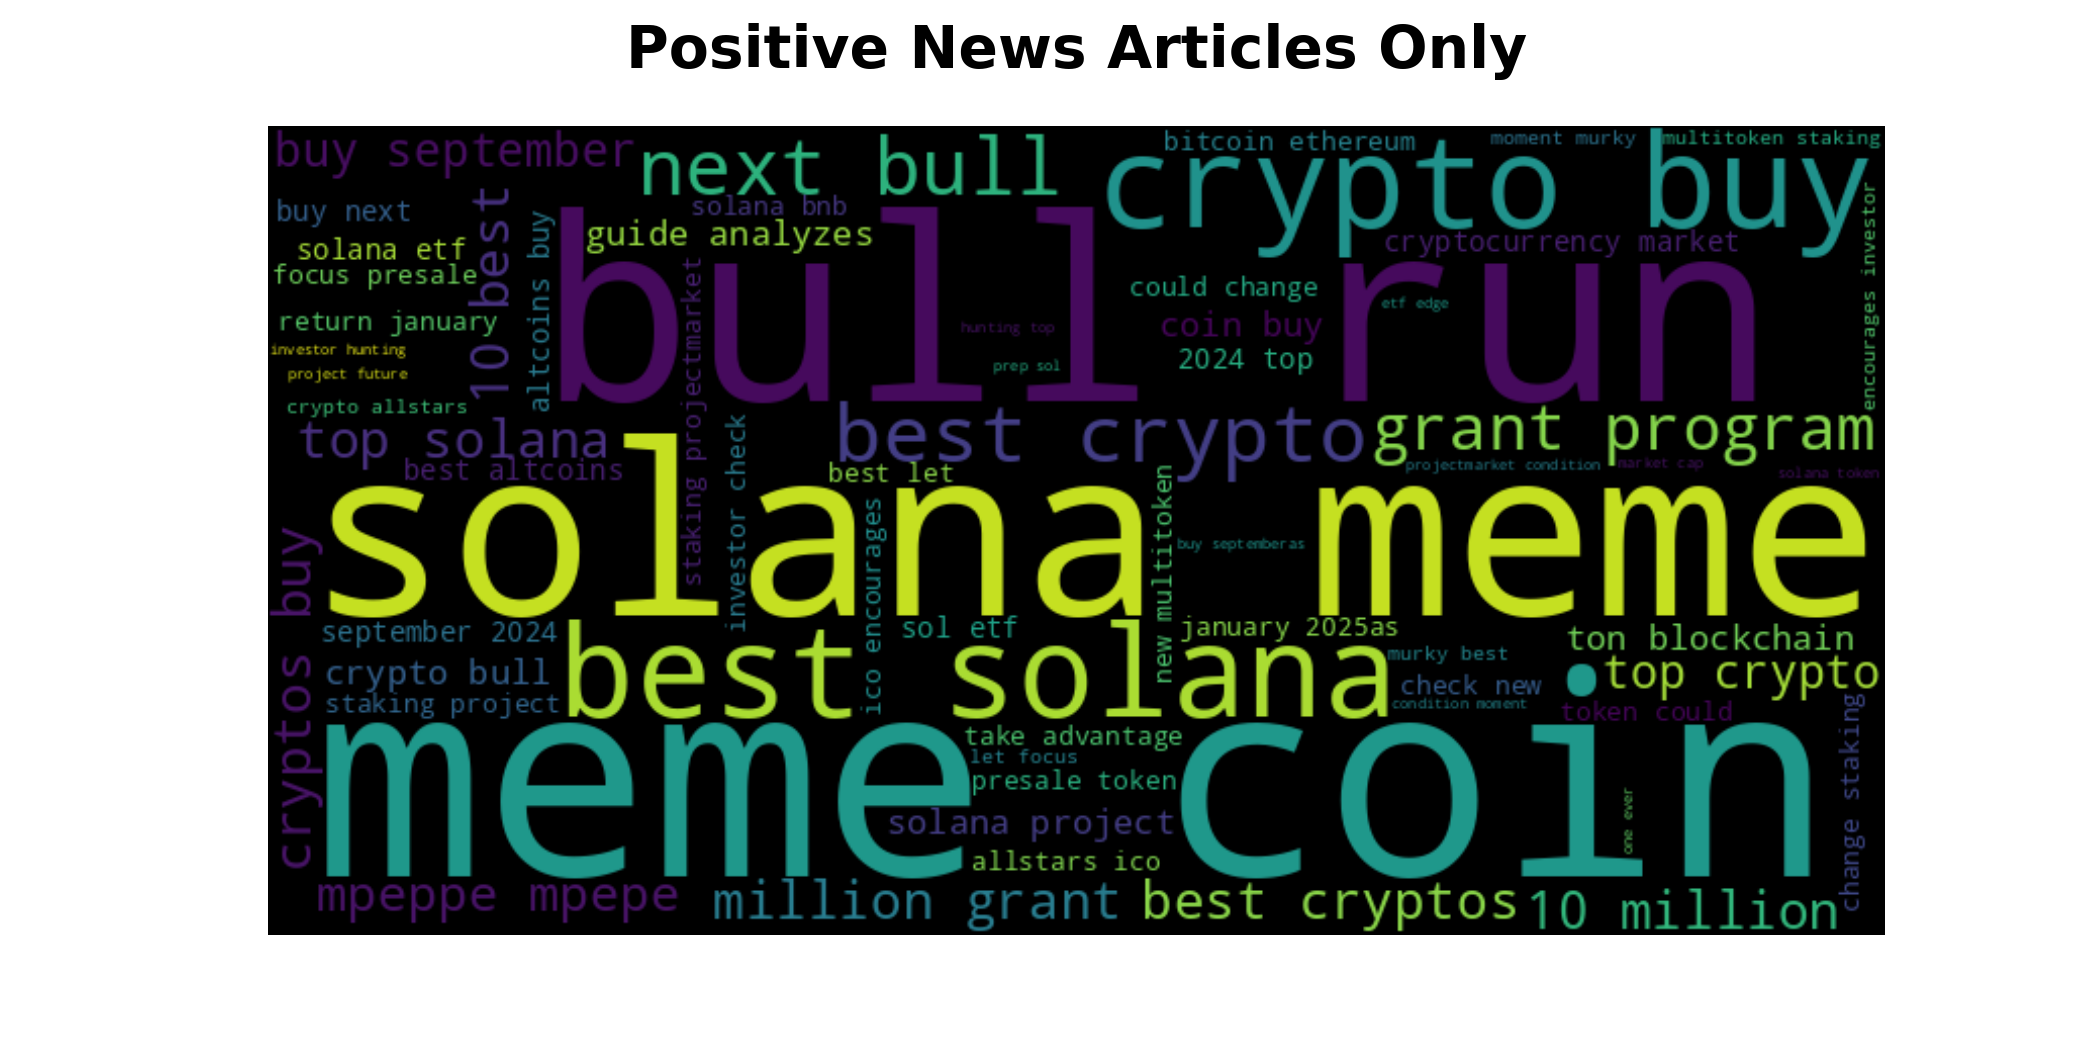 Positive News Articles Only
buy september
next bull
bitcoin ethereum
moment murky
multitoken staking
crypto buy
buy next
solana bnb
guide analyzes
solana etf
focus presale
10 best
altcoins buy
cryptocurrency market
encourages investor
bull run
could change
etf edge
return january
hunting top
coin buy
investor hunting
project future
prep sol
2024 top
crypto allstars
staking projectmarket
top solana
best crypto
grant program
best altcoins
best let
projectmarket condition
market cap
solana token
investor check
solana meme
ico encourages
new multitoken
buy septemberas
cryptos buy
september 2024
sol etf
january 2025as
ton blockchain
crypto bull
best solana
murky best
check new
top crypto
staking project
condition moment
token could
take advantage
let focus
presale token
meme coin
solana project
one ever
change staking
allstars ico
mpeppe mpepe
million grant
best cryptos
10 million